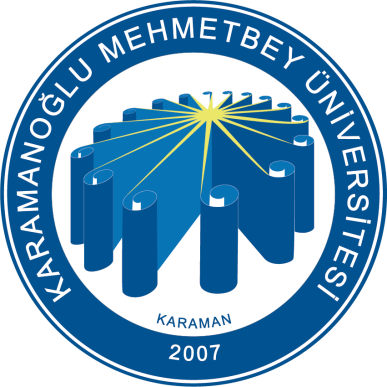 KARAMANOĞLU MEHMETBEY ÜNİVERSİTESİ
KARAMAN
2007